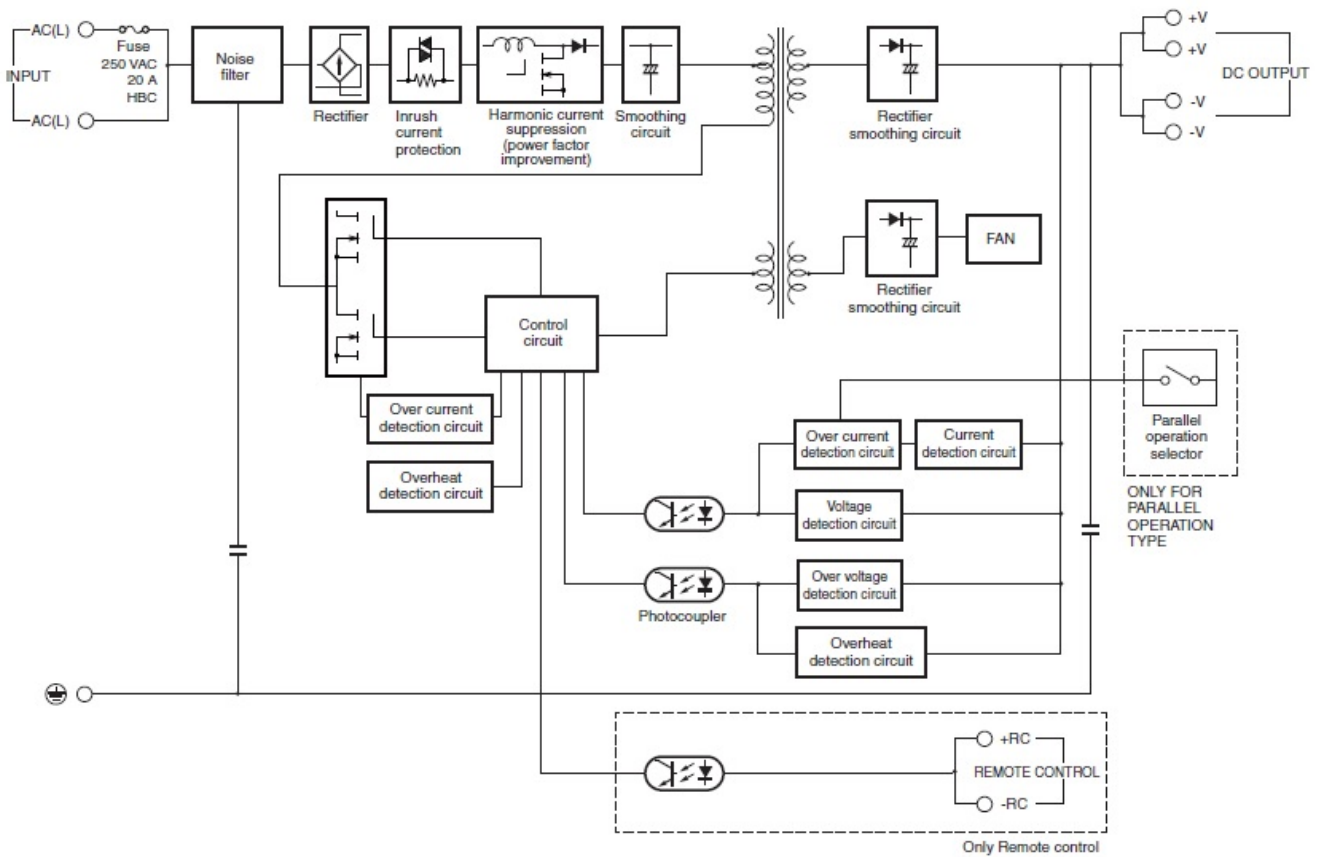 AC(L)
Fuse
250 VAC
20 A
HBC
INPUT
AC(L)
Noise
filter
Rectifier
Inrush
current
protection
Harmonic current
suppression
(power factor
improvement)
Smoothing
circuit
Rectifier
smoothing circuit
+V
+V
DC OUTPUT
-V
-V
Rectifier
smoothing circuit
FAN
Control
circuit
Over current
detection circuit
Overheat
detection circuit
Over current
detection circuit
Current
detection circuit
Parallel
operation
selector
ONLY FOR
PARALLEL
OPERATION
TYPE
Voltage
detection circuit
Over voltage
detection circuit
Photocoupler
Overheat
detection circuit
+RC
REMOTE CONTROL
-RC
Only Remote control